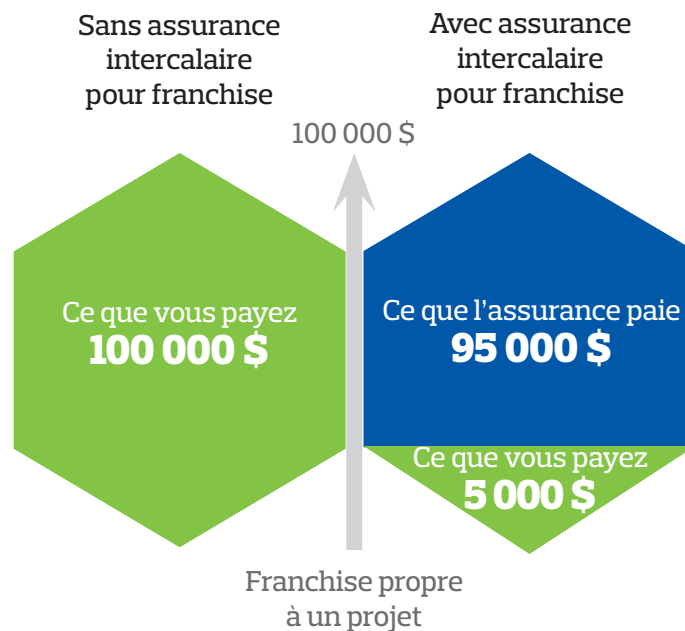 Sans assurance
intercalaire
pour franchise
Avec assurance
intercalaire
pour franchise
100 000 $
Ce que vous payez
100 000 $
Ce que l’assurance paie
95 000 $
Ce que vous payez
5 000 $
Franchise propre
à un projet